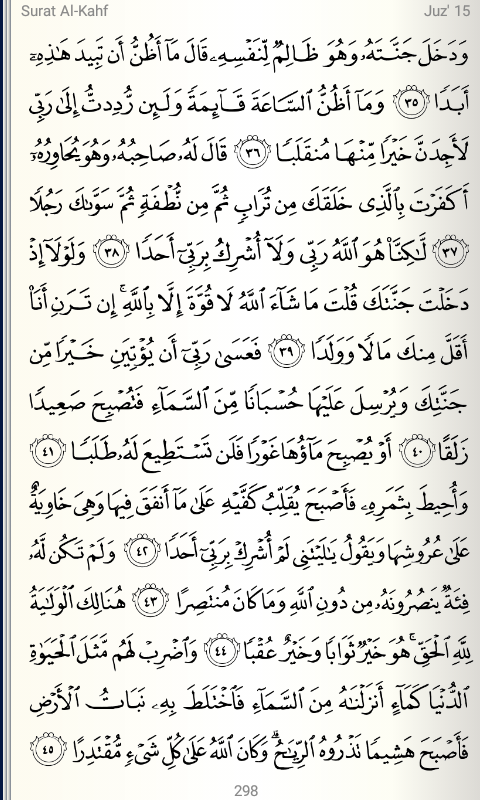 Surat Al-Kahf
Juz' 15
وَدَخَلَ جَنَّتَهُۥ وَهُوَ ظَالِمٞ لِّنَفۡسِهِۦ قَالَ مَآ أَظُنُّ أَن تَبِيدَ هَٰذِهِۦٓ
أَبَدٗا ٣٥ وَمَآ أَظُنُّ ٱلسَّاعَةَ قَآئِمَةٗ وَلَئِن رُّدِدتُّ إِلَىٰ رَبِّي
لَأَجِدَنَّ خَيۡرٗا مِّنۡهَا مُنقَلَبٗا ٣٦ قَالَ لَهُۥ صَاحِبُهُۥ وَهُوَ يُحَاوِرُهُۥٓ
أَكَفَرۡتَ بِٱلَّذِي خَلَقَكَ مِن تُرَابٖ ثُمَّ مِن نُّطۡفَةٖ ثُمَّ سَوَّىٰكَ رَجُلٗا
٣٧ لَّٰكِنَّا۠ هُوَ ٱللَّهُ رَبِّي وَلَآ أُشۡرِكُ بِرَبِّيٓ أَحَدٗا ٣٨ وَلَوۡلَآ إِذۡ
دَخَلۡتَ جَنَّتَكَ قُلۡتَ مَا شَآءَ ٱللَّهُ لَا قُوَّةَ إِلَّا بِٱللَّهِۚ إِن تَرَنِ أَنَا۠
أَقَلَّ مِنكَ مَالٗا وَوَلَدٗا ٣٩ فَعَسَىٰ رَبِّيٓ أَن يُؤۡتِيَنِ خَيۡرٗا مِّن
جَنَّتِكَ وَيُرۡسِلَ عَلَيۡهَا حُسۡبَانٗا مِّنَ ٱلسَّمَآءِ فَتُصۡبِحَ صَعِيدٗا
زَلَقًا ٤٠ أَوۡ يُصۡبِحَ مَآؤُهَا غَوۡرٗا فَلَن تَسۡتَطِيعَ لَهُۥ طَلَبٗا ٤١
وَأُحِيطَ بِثَمَرِهِۦ فَأَصۡبَحَ يُقَلِّبُ كَفَّيۡهِ عَلَىٰ مَآ أَنفَقَ فِيهَا وَهِيَ خَاوِيَةٌ
عَلَىٰ عُرُوشِهَا وَيَقُولُ يَٰلَيۡتَنِي لَمۡ أُشۡرِكۡ بِرَبِّيٓ أَحَدٗا ٤٢ وَلَمۡ تَكُن لَّهُۥ
فِئَةٞ يَنصُرُونَهُۥ مِن دُونِ ٱللَّهِ وَمَا كَانَ مُنتَصِرًا ٤٣ هُنَالِكَ ٱلۡوَلَٰيَةُ
لِلَّهِ ٱلۡحَقِّۚ هُوَ خَيۡرٞ ثَوَابٗا وَخَيۡرٌ عُقۡبٗا ٤٤ وَٱضۡرِبۡ لَهُم مَّثَلَ ٱلۡحَيَوٰةِ
ٱلدُّنۡيَا كَمَآءٍ أَنزَلۡنَٰهُ مِنَ ٱلسَّمَآءِ فَٱخۡتَلَطَ بِهِۦ نَبَاتُ ٱلۡأَرۡضِ
فَأَصۡبَحَ هَشِيمٗا تَذۡرُوهُ ٱلرِّيَٰحُۗ وَكَانَ ٱللَّهُ عَلَىٰ كُلِّ شَيۡءٖ مُّقۡتَدِرًا ٤٥
298